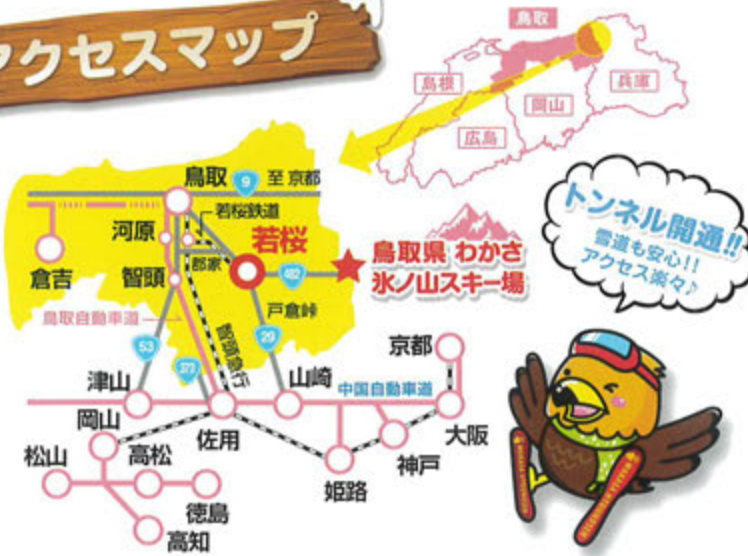 アクセスマップ
鳥取
島根
兵庫
岡山
広島
トンネル開通!!
雪道も安心!!
アクセス楽々♪
鳥取
9
至 京都
若桜鉄道
河原
若桜
郡家
倉吉
智頭
482
鳥取県 わかさ
氷ノ山スキー場
戸倉峠
鳥取自動車道
53
373
智頭急行
29
京都
津山
山崎
中国自動車道
岡山
佐用
大阪
松山
高松
神戸
姫路
徳島
高知